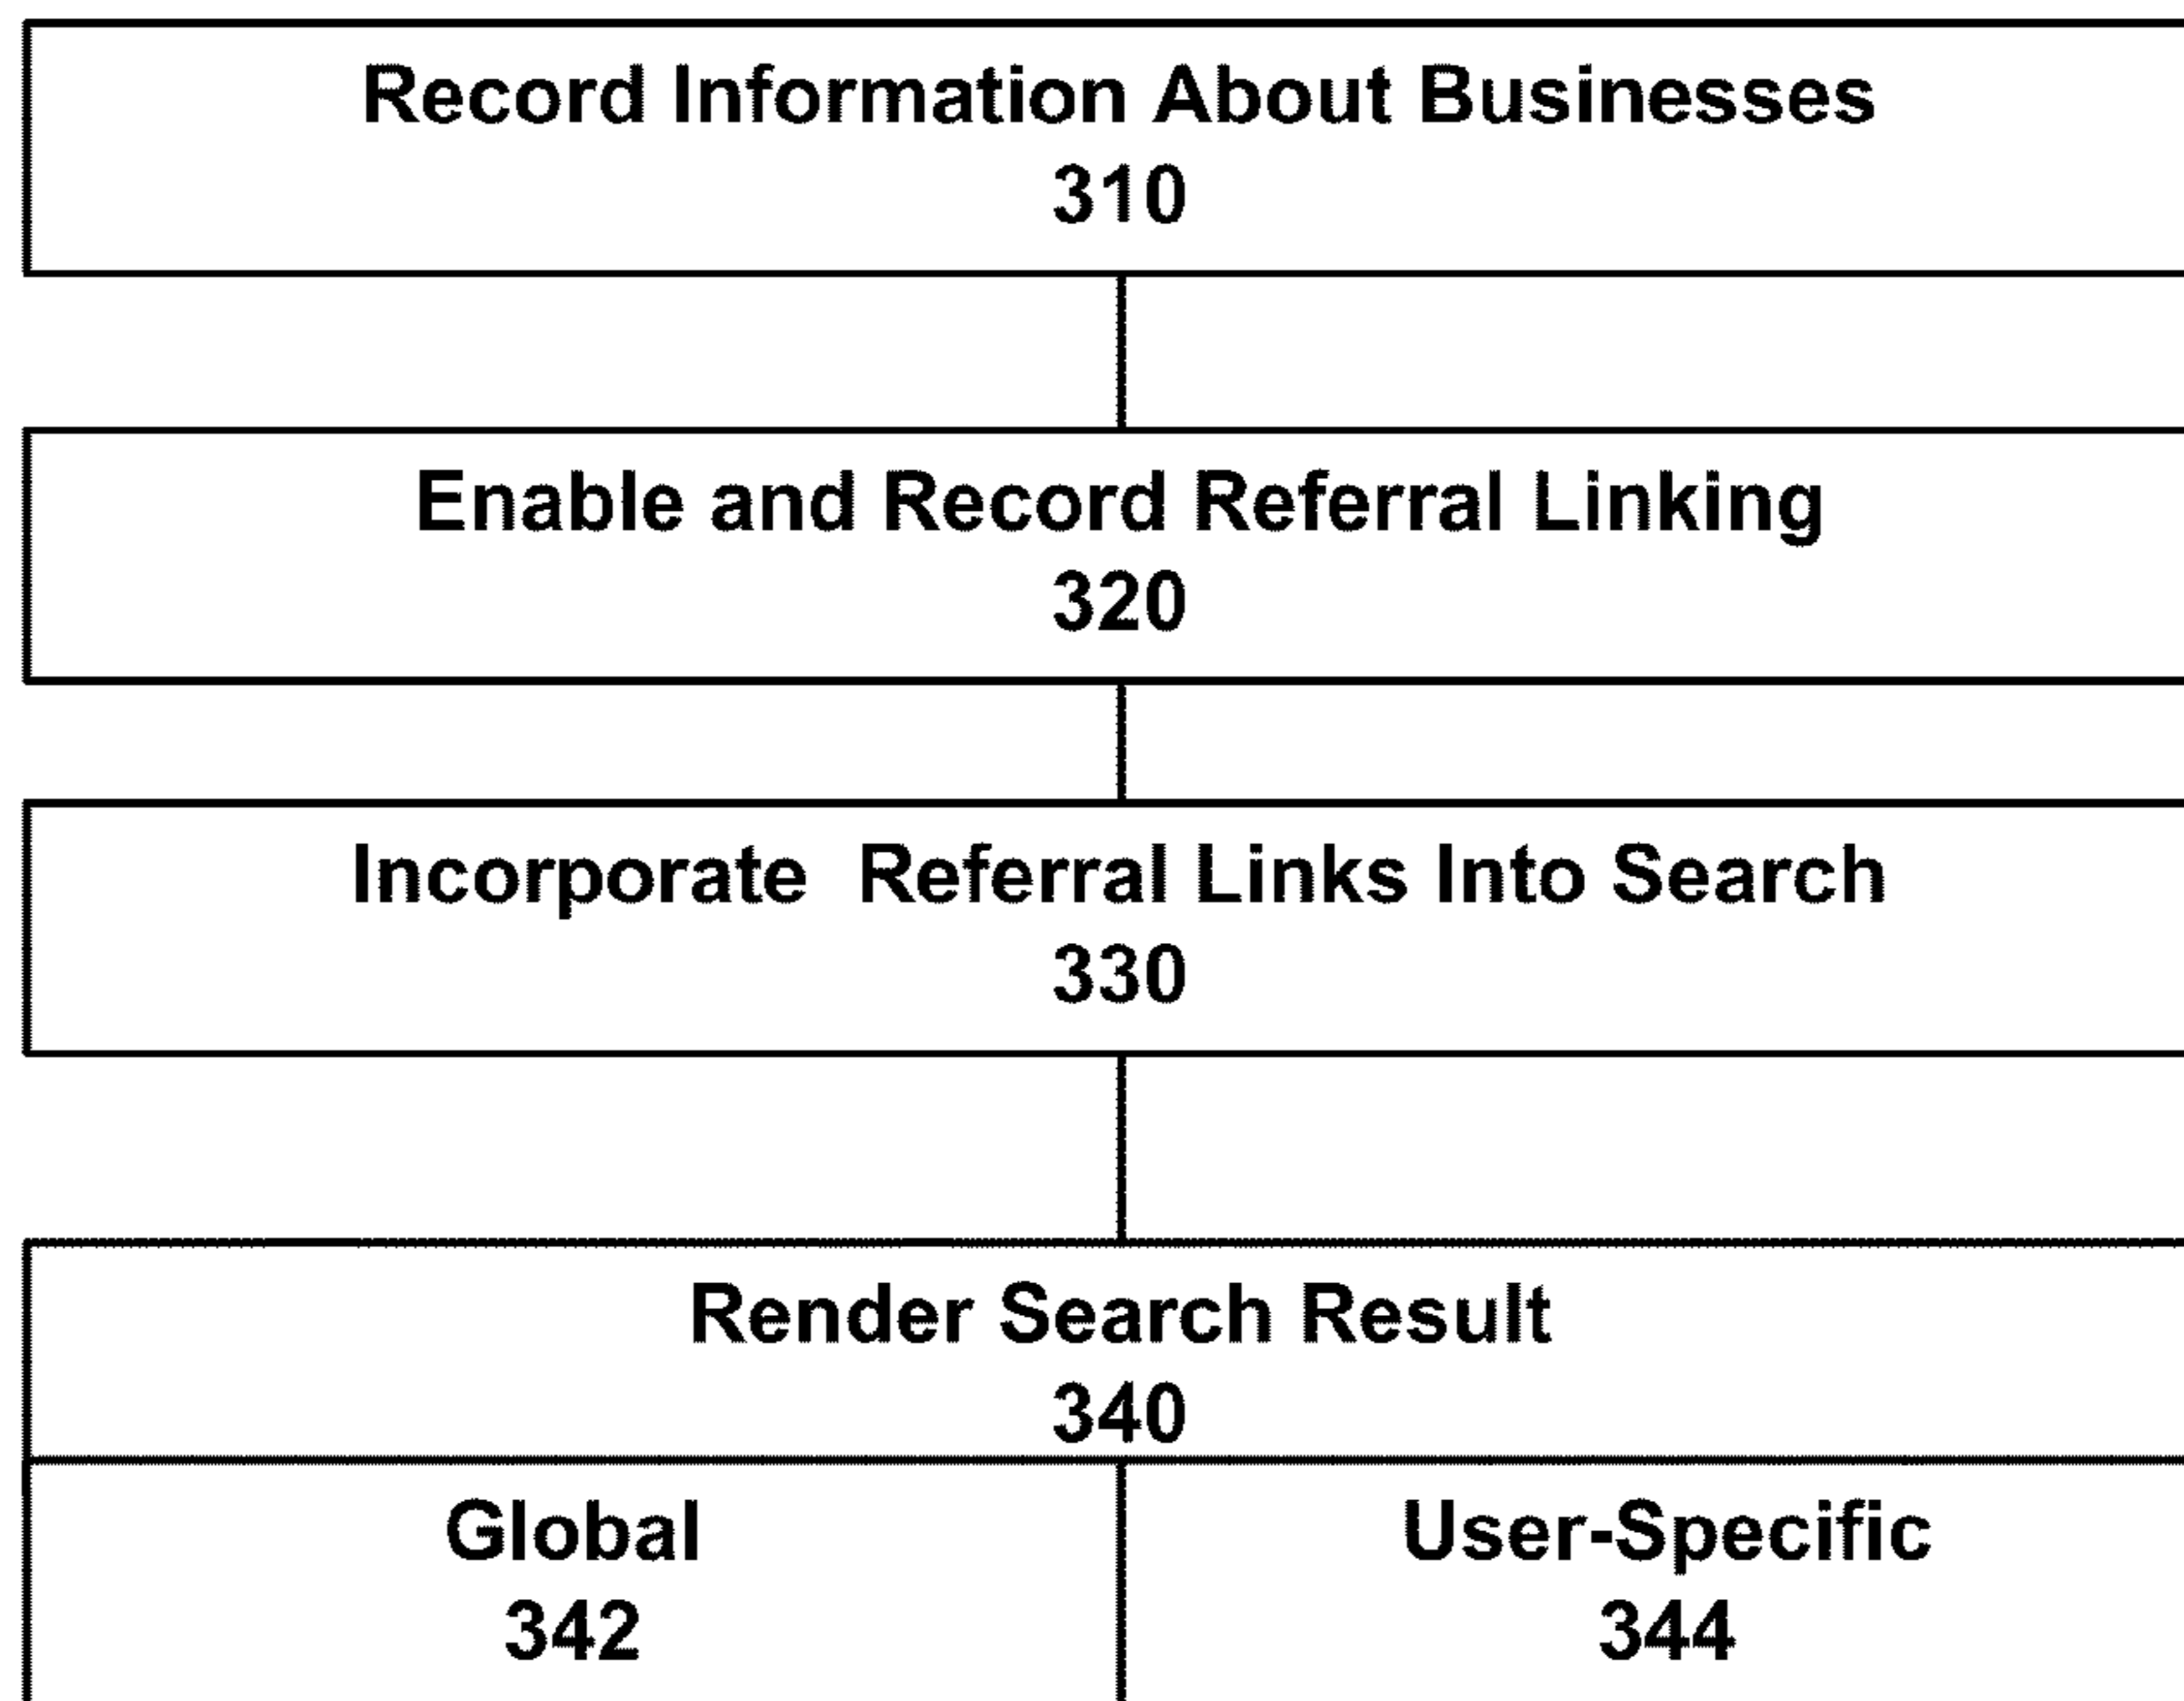 Record Information About Businesses
310
Enable and Record Referral Linking
320
Incorporate Referral Links Into Search
330
Render Search Result
340
Global
342
User-Specific
344